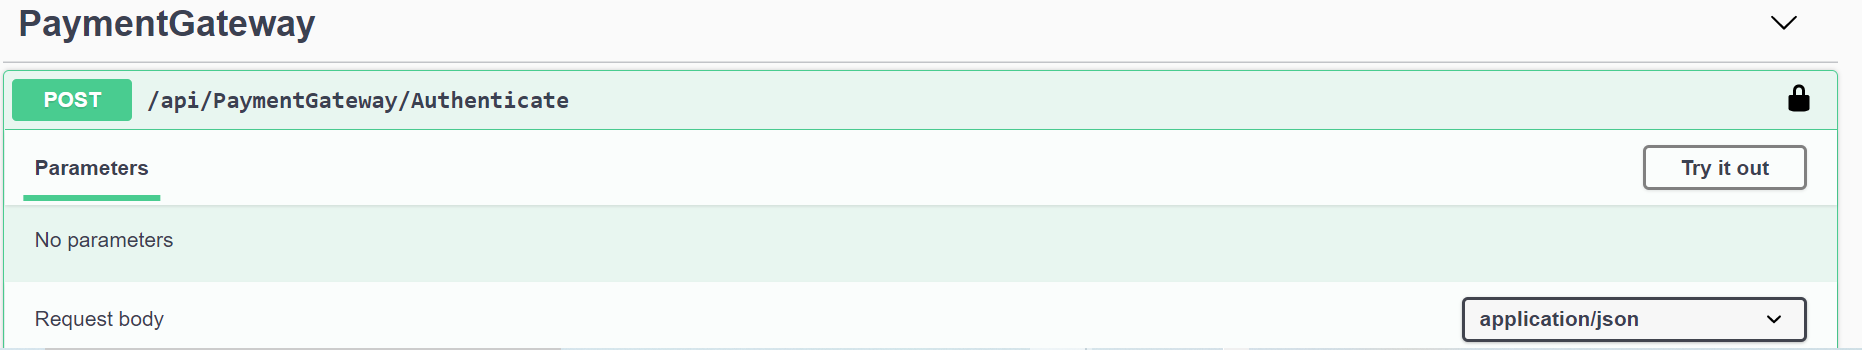 PaymentGateway
POST /api/PaymentGateway/Authenticate
Parameters Try it out
No parameters
Request body application/json